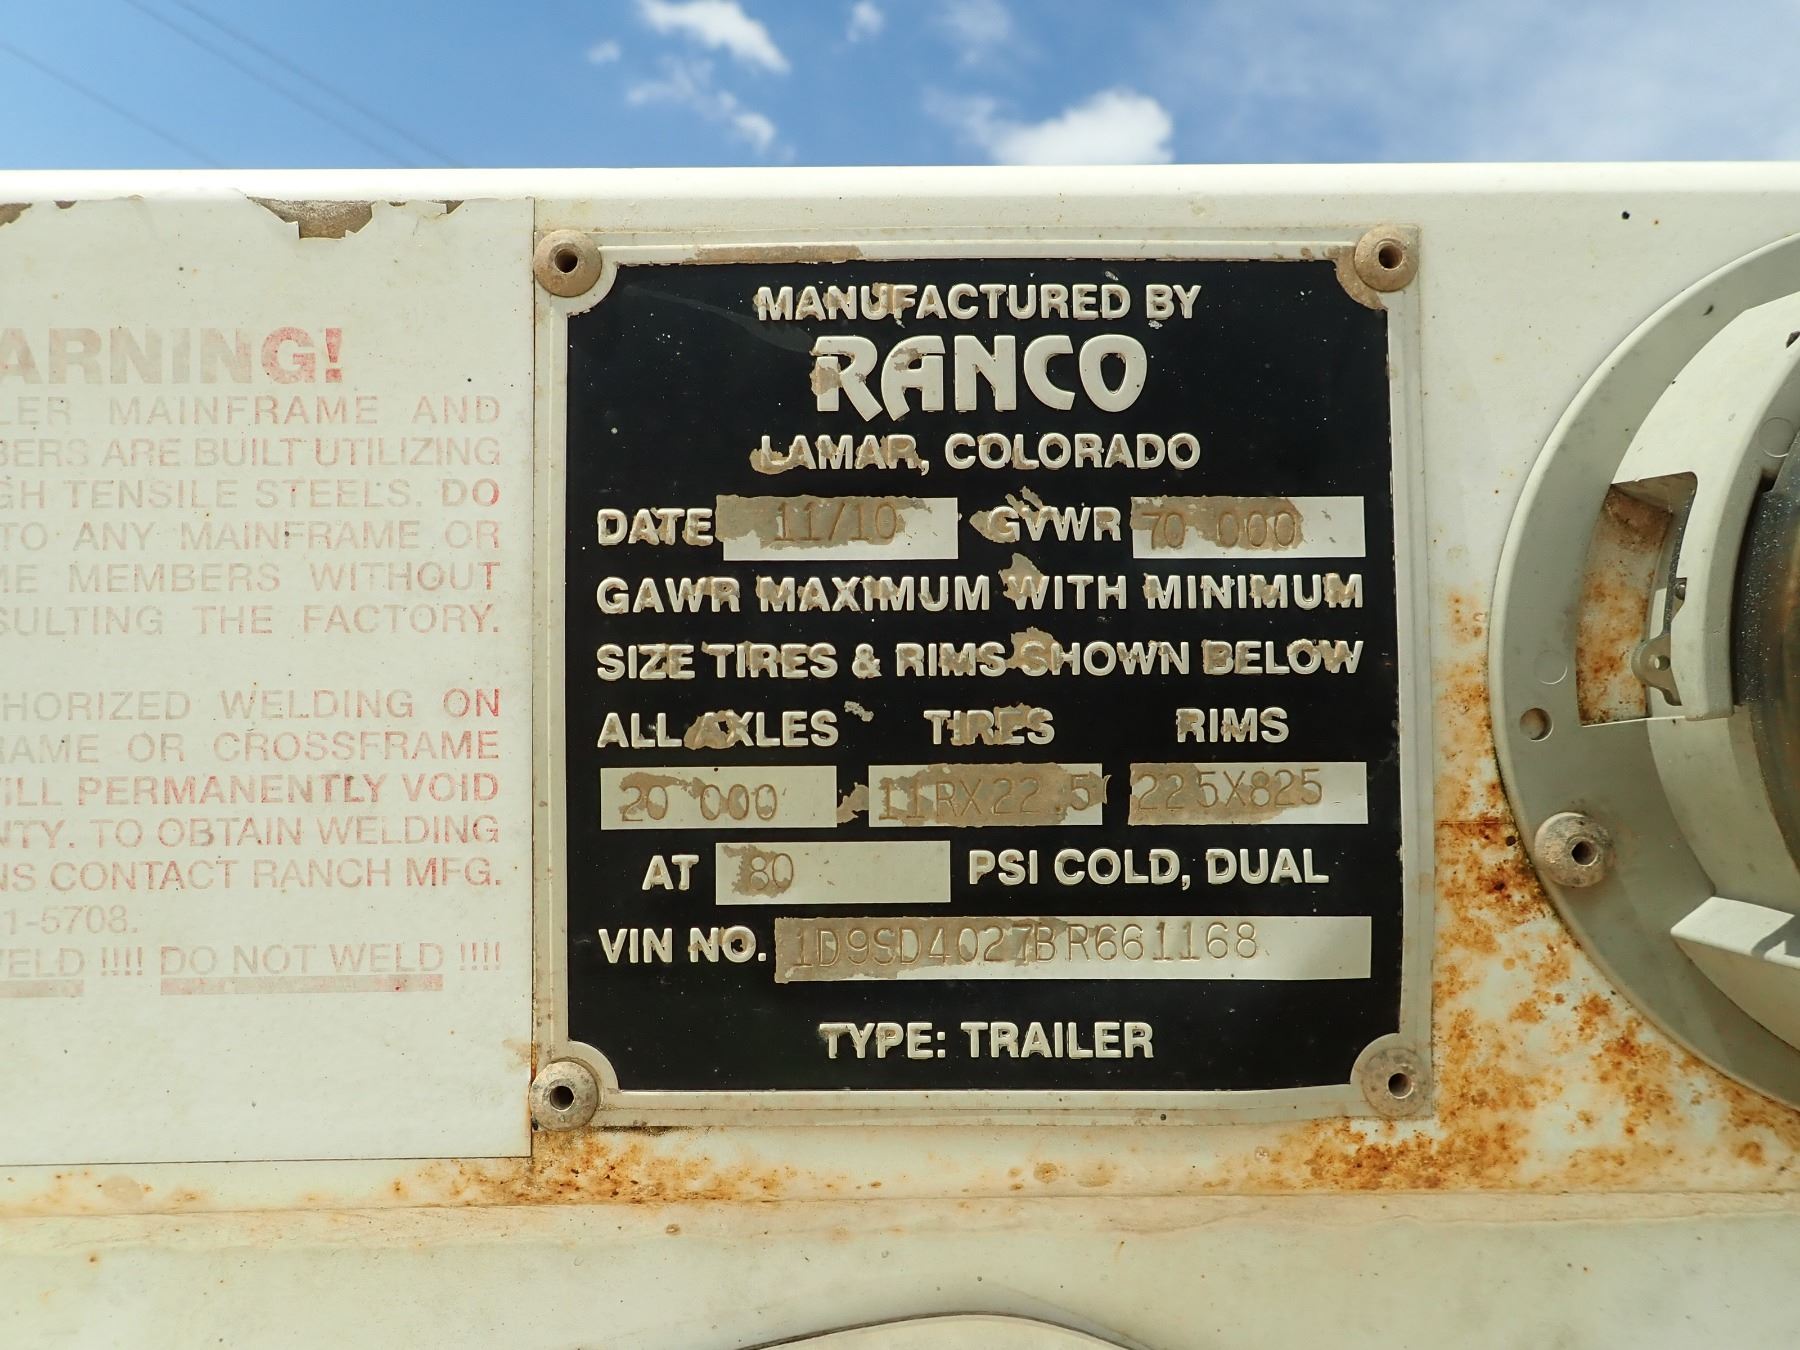 ARNING!
LER MAINFRAME AND
BERS ARE BUILT UTILIZING
GH TENSILE STEELS. DO
TO ANY MAINFRAME OR
ME MEMBERS WITHOUT
SULTING THE FACTORY.
HORIZED WELDING ON
RAME OR CROSSFRAME
ILL PERMANENTLY VOID
NTY. TO OBTAIN WELDING
NS CONTACT RANCH MFG.
1-5708.
ELD !!!! DO NOT WELD !!!!
MANUFACTURED BY
RANCO
LAMAR, COLORADO
DATE 11/10 GVWR 70 000
GAWR MAXIMUM WITH MINIMUM
SIZE TIRES & RIMS SHOWN BELOW
ALL AXLES TIRES RIMS
20 000 11RX22.5 225X825
AT 80 PSI COLD, DUAL
VIN NO. 1D9SD4027BR661168
TYPE: TRAILER